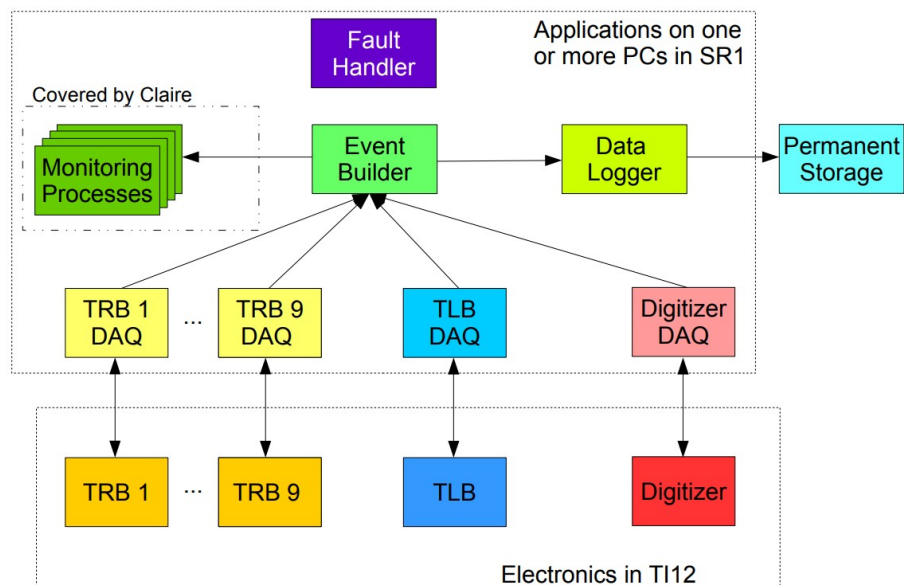 Applications on one
or more PCs in SR1
Fault
Handler
Covered by Claire
Monitoring
Processes
Event
Builder
Data
Logger
Permanent
Storage
TRB 1
DAQ
...
TRB 9
DAQ
TLB
DAQ
Digitizer
DAQ
TRB 1
...
TRB 9
TLB
Digitizer
Electronics in TI12